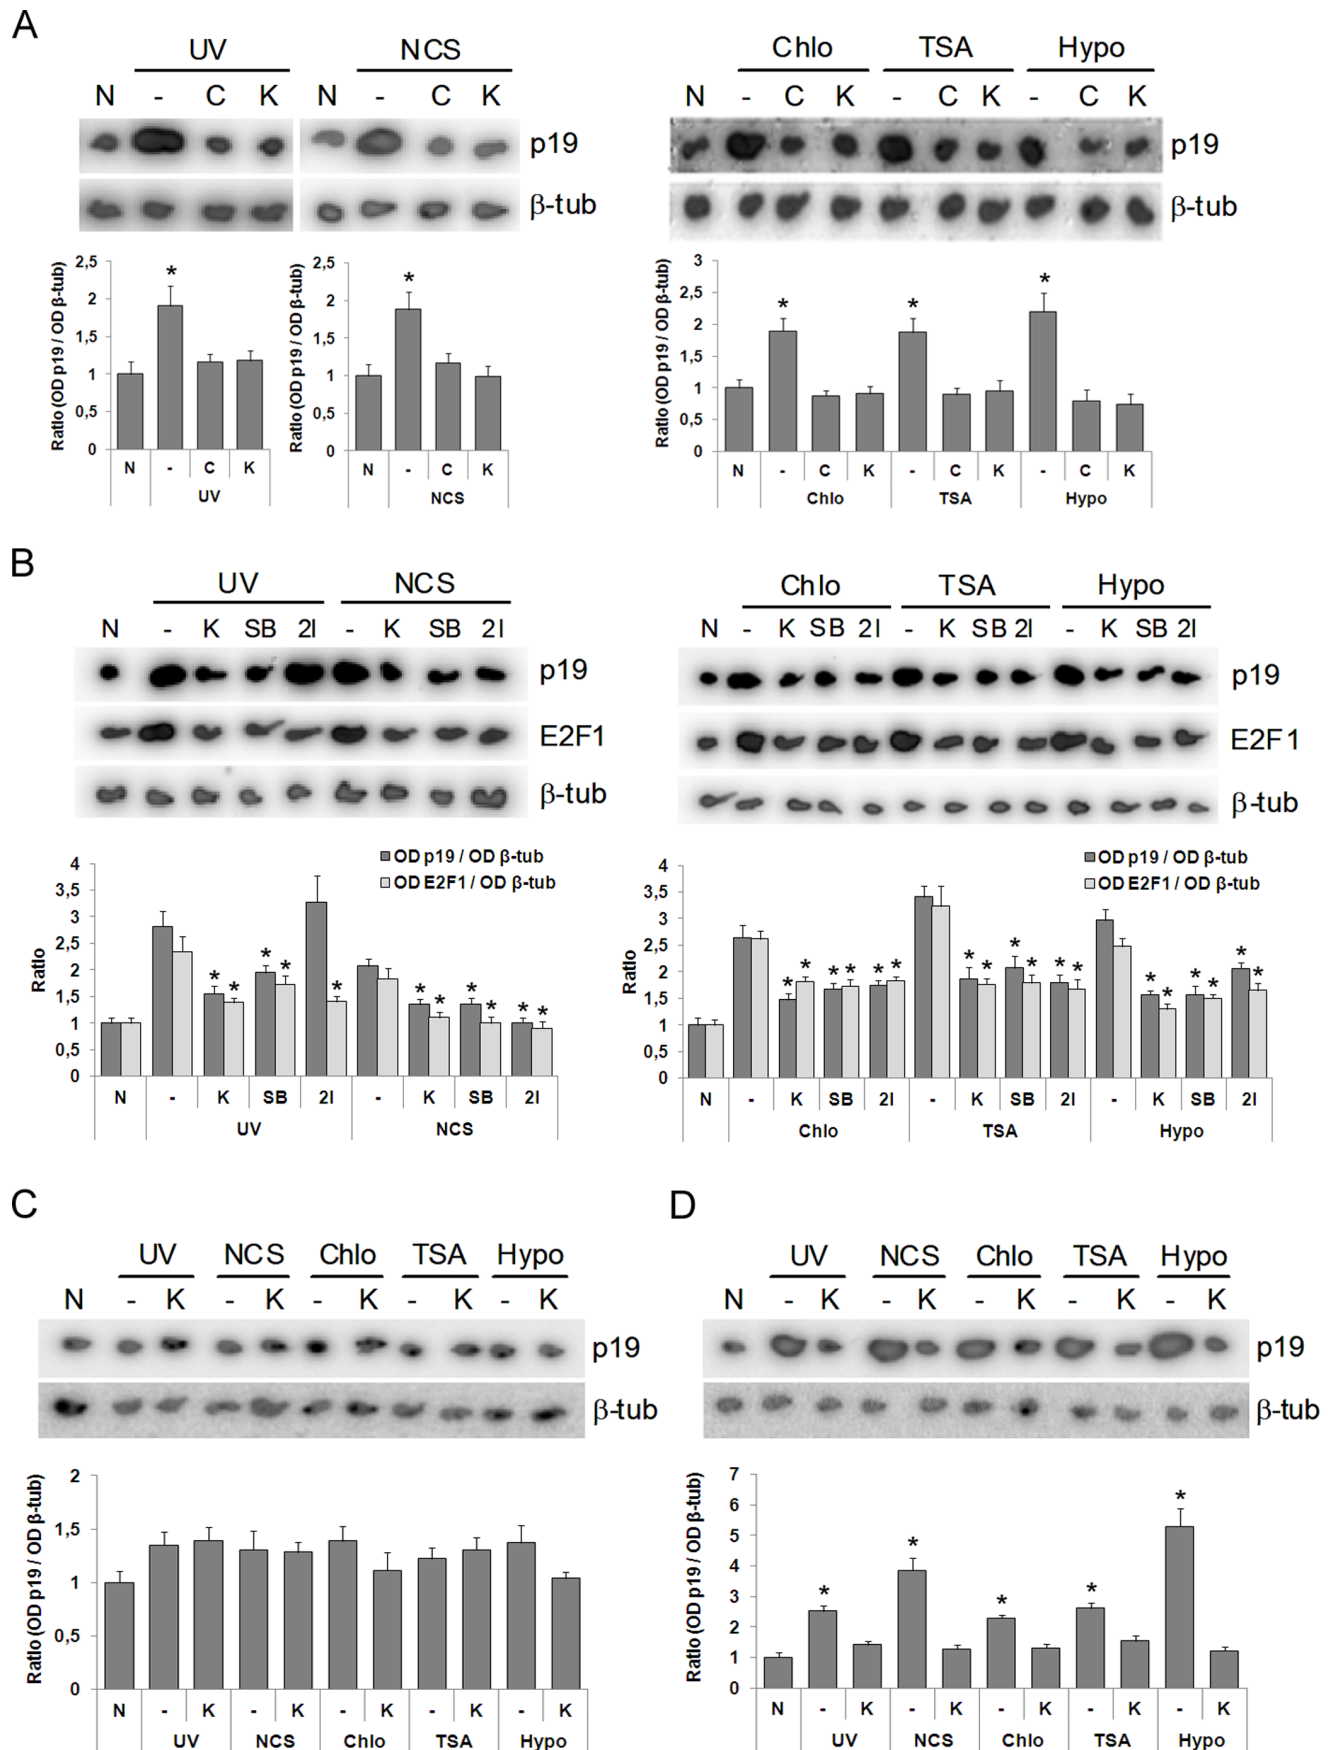 A
UV NCS
N - C K N - C K
p19
β-tub
Chlo TSA Hypo
N - C K - C K - C K
p19
β-tub
Ratio (OD p19 / OD β-tub)
2,5
2
1,5
1
0,5
0
N - C K
UV
Ratio (OD p19 / OD β-tub)
2,5
2
1,5
1
0,5
0
*
*
N - C K
NCS
Ratio (OD p19 / OD β-tub)
3
2,5
2
1,5
1
0,5
0
* * *
N - C K - C K - C K
Chlo TSA Hypo
B
UV NCS
N - K SB 2I - K SB 2I
p19
E2F1
β-tub
Chlo TSA Hypo
N - K SB 2I - K SB 2I - K SB 2I
p19
E2F1
β-tub
OD p19 / OD β-tub
OD E2F1 / OD β-tub
Ratio
4
3,5
3
2,5
2
1,5
1
0,5
0
* * * * * * * * * * *
N - K SB 2I - K SB 2I
UV NCS
OD p19 / OD β-tub
OD E2F1 / OD β-tub
Ratio
4
3,5
3
2,5
2
1,5
1
0,5
0
* * * * * * * * * * * * * * * * * *
N - K SB 2I - K SB 2I - K SB 2I
Chlo TSA Hypo
C
UV NCS Chlo TSA Hypo
N - K - K - K - K - K
p19
β-tub
Ratio (OD p19 / OD β-tub)
2
1,5
1
0,5
0
N - K - K - K - K - K
UV NCS Chlo TSA Hypo
D
UV NCS Chlo TSA Hypo
N - K - K - K - K - K
p19
β-tub
Ratio (OD p19 / OD β-tub)
7
6
5
4
3
2
1
0
* * * * *
N - K - K - K - K - K
UV NCS Chlo TSA Hypo